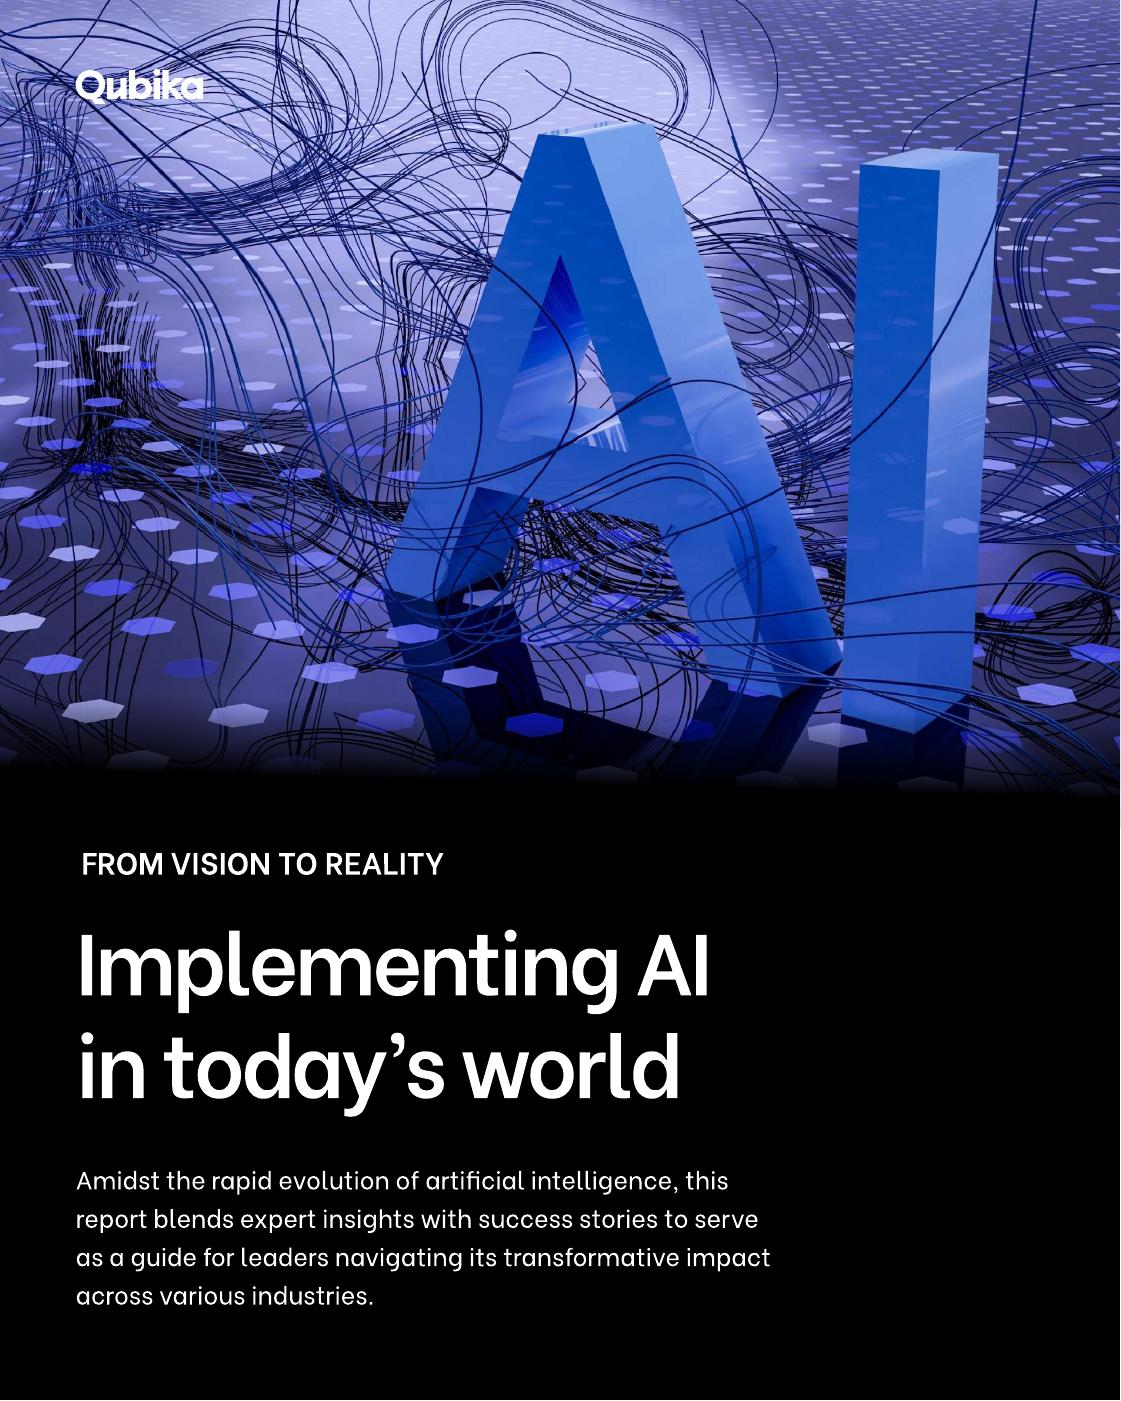 Qubika
AI
FROM VISION TO REALITY
Implementing AI
in today’s world
Amidst the rapid evolution of artificial intelligence, this
report blends expert insights with success stories to serve
as a guide for leaders navigating its transformative impact
across various industries.